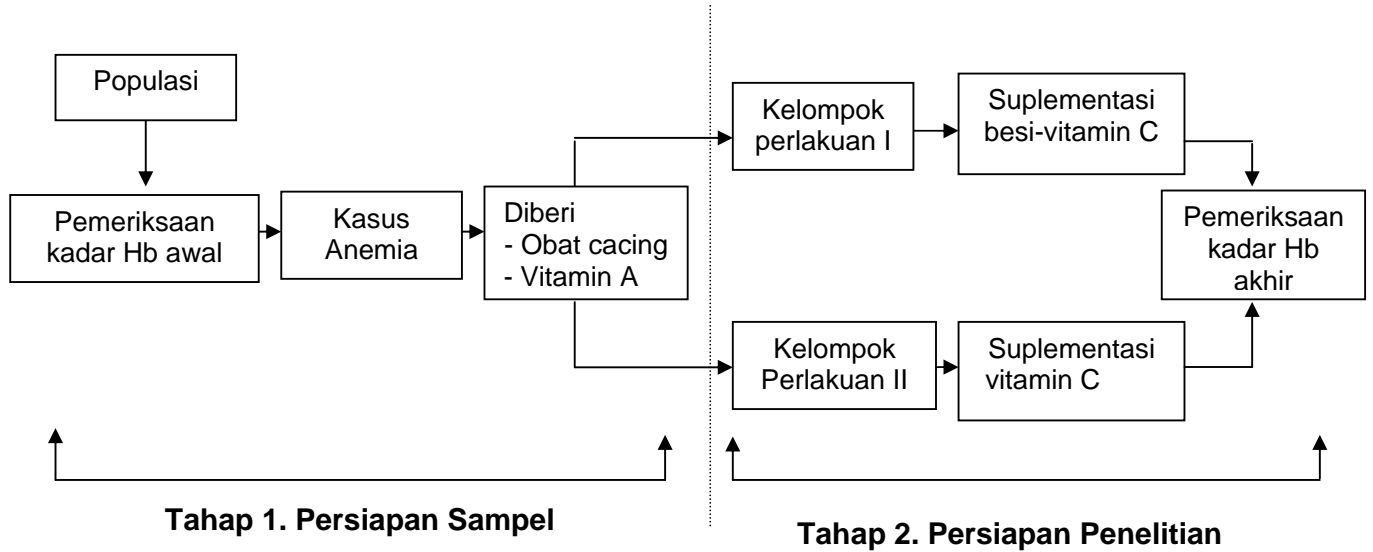 Populasi
Pemeriksaan
kadar Hb awal
Kasus
Anemia
Diberi
- Obat cacing
- Vitamin A
Kelompok
perlakuan I
Suplementasi
besi-vitamin C
Kelompok
Perlakuan II
Suplementasi
vitamin C
Pemeriksaan
kadar Hb
akhir
Tahap 1. Persiapan Sampel
Tahap 2. Persiapan Penelitian